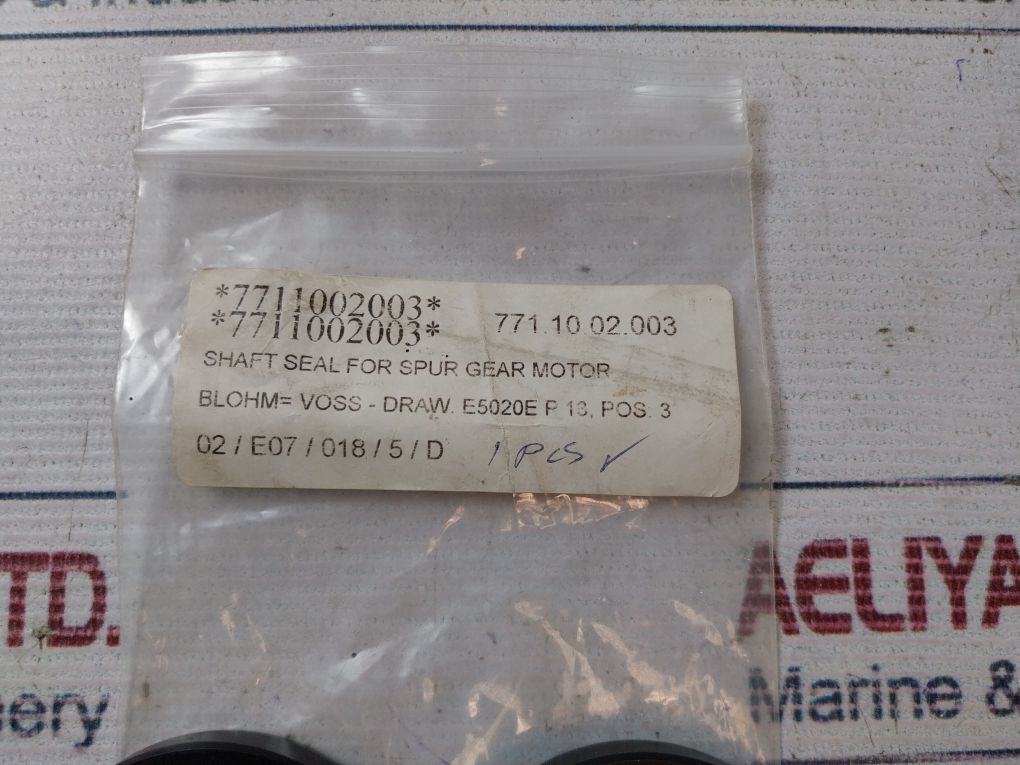 *7711002003*
*7711002003*
771.10.02.003
SHAFT SEAL FOR SPUR GEAR MOTOR
BLOHM= VOSS - DRAW. E5020E P 13, POS. 3
02 / E07 / 018 / 5 / D
1 PCS ✓
TD.
AELIYA
ery
Marine &